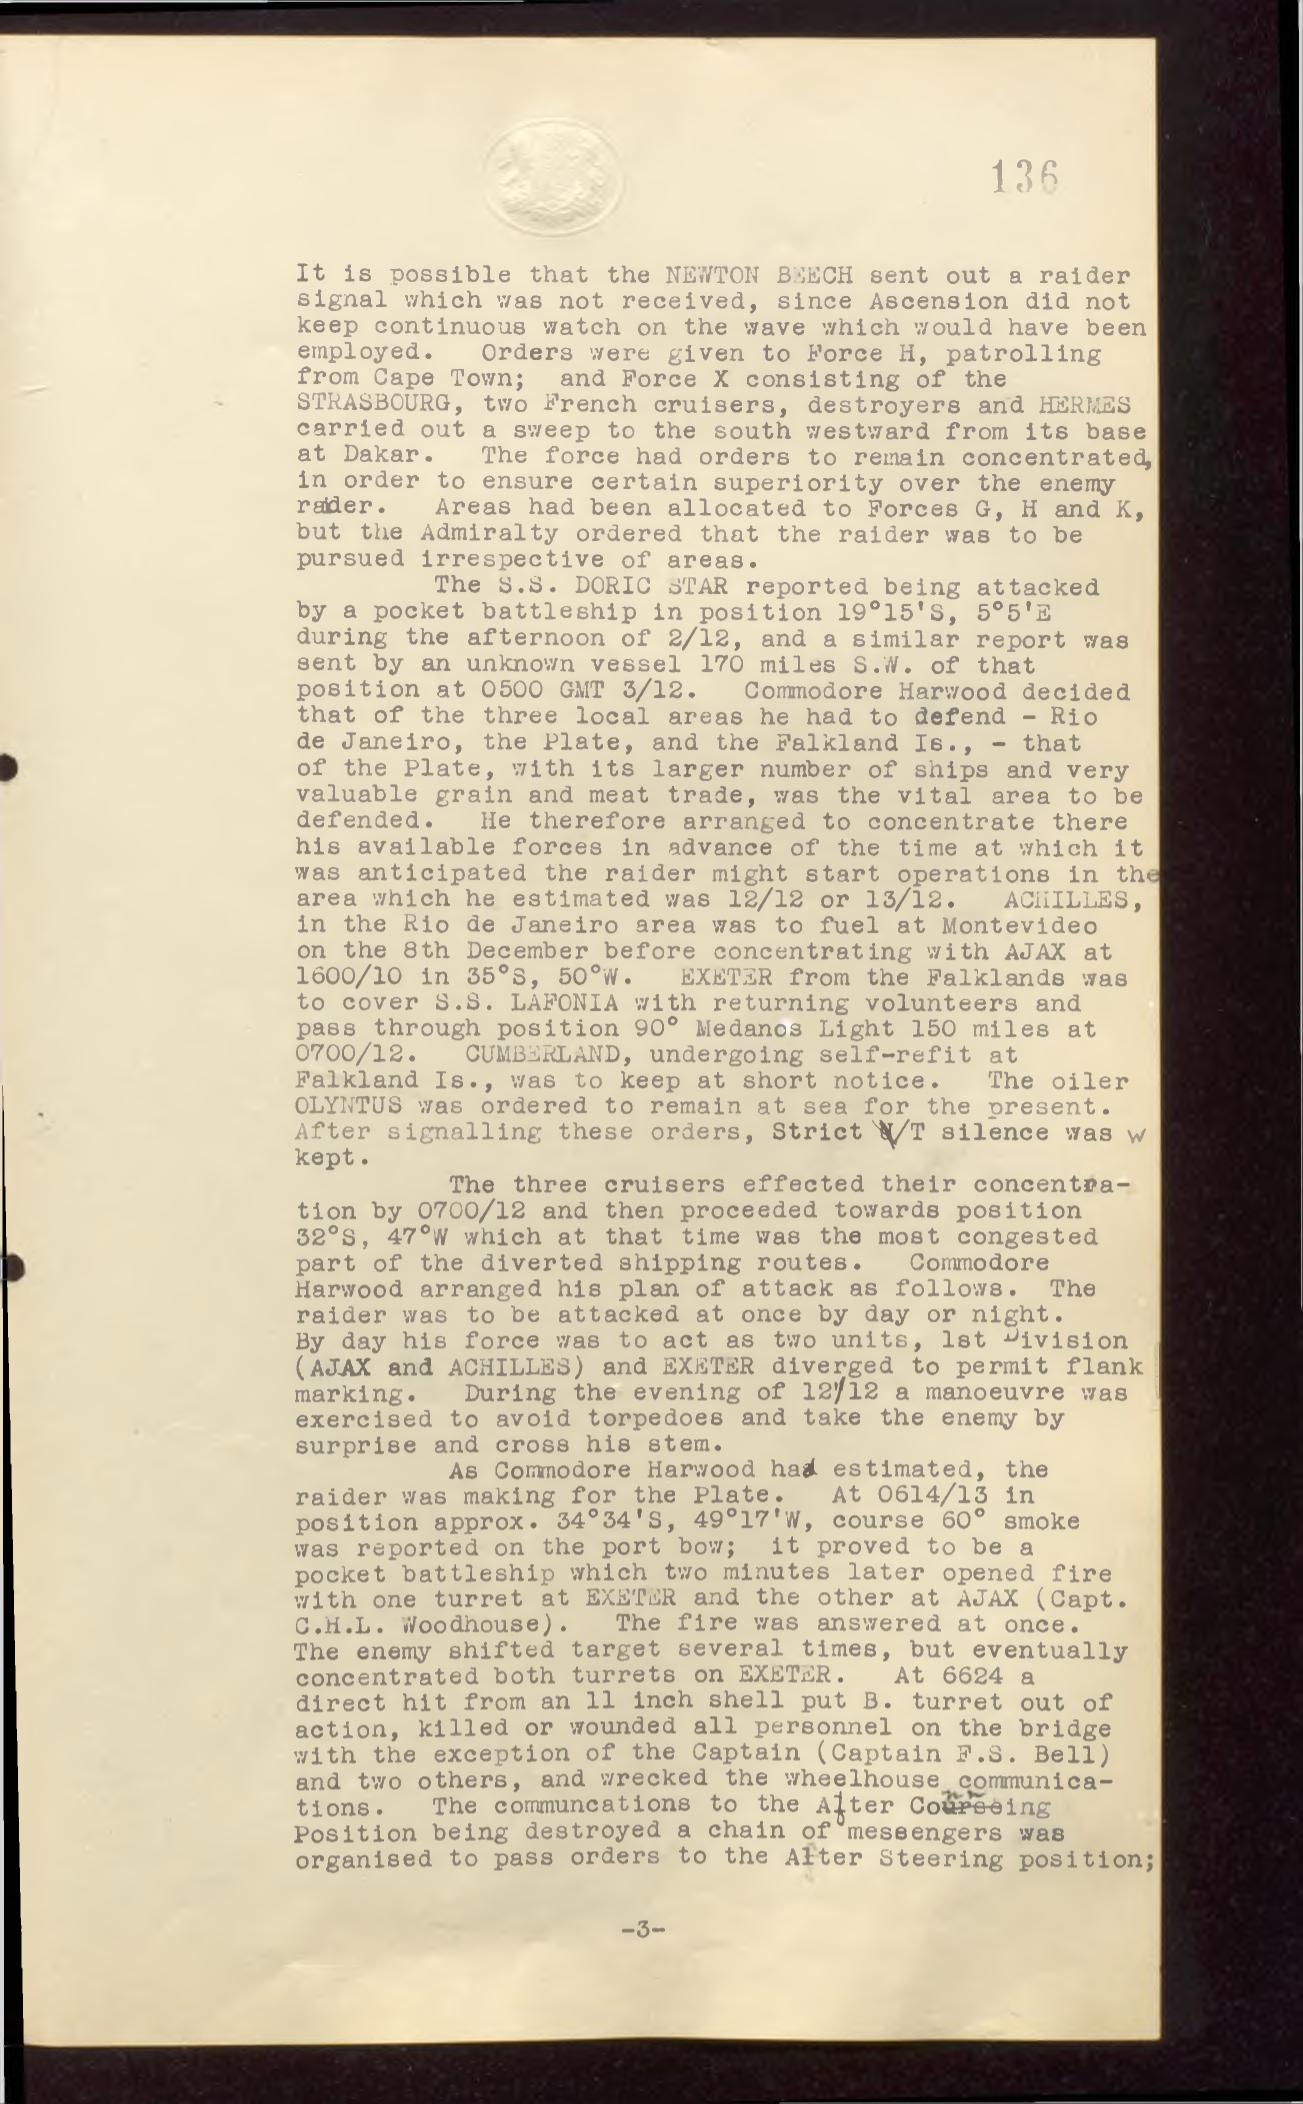 136
It is possible that the NEWTON BEECH sent out a raider
signal which was not received, since Ascension did not
keep continuous watch on the wave which would have been
employed. Orders were given to Force H, patrolling
from Cape Town; and Force X consisting of the
STRASBOURG, two French cruisers, destroyers and HERMES
carried out a sweep to the south westward from its base
at Dakar. The force had orders to remain concentrated,
in order to ensure certain superiority over the enemy
raider. Areas had been allocated to Forces G, H and K,
but the Admiralty ordered that the raider was to be
pursued irrespective of areas.
The S.S. DORIC STAR reported being attacked
by a pocket battleship in position 19°15'S, 5°5'E
during the afternoon of 2/12, and a similar report was
sent by an unknown vessel 170 miles S.W. of that
position at 0500 GMT 3/12. Commodore Harwood decided
that of the three local areas he had to defend - Rio
de Janeiro, the Plate, and the Falkland Is., - that
of the Plate, with its larger number of ships and very
valuable grain and meat trade, was the vital area to be
defended. He therefore arranged to concentrate there
his available forces in advance of the time at which it
was anticipated the raider might start operations in the
area which he estimated was 12/12 or 13/12. ACHILLES,
in the Rio de Janeiro area was to fuel at Montevideo
on the 8th December before concentrating with AJAX at
1600/10 in 35°S, 50°W. EXETER from the Falklands was
to cover S.S. LAFONIA with returning volunteers and
pass through position 90° Medanos Light 150 miles at
0700/12. CUMBERLAND, undergoing self-refit at
Falkland Is., was to keep at short notice. The oiler
OLYNTUS was ordered to remain at sea for the present.
After signalling these orders, Strict W/T silence was w
kept.
The three cruisers effected their concentra-
tion by 0700/12 and then proceeded towards position
32°S, 47°W which at that time was the most congested
part of the diverted shipping routes. Commodore
Harwood arranged his plan of attack as follows. The
raider was to be attacked at once by day or night.
By day his force was to act as two units, 1st Division
(AJAX and ACHILLES) and EXETER diverged to permit flank
marking. During the evening of 12/12 a manoeuvre was
exercised to avoid torpedoes and take the enemy by
surprise and cross his stem.
As Commodore Harwood had estimated, the
raider was making for the Plate. At 0614/13 in
position approx. 34°34'S, 49°17'W, course 60° smoke
was reported on the port bow; it proved to be a
pocket battleship which two minutes later opened fire
with one turret at EXETER and the other at AJAX (Capt.
C.H.L. Woodhouse). The fire was answered at once.
The enemy shifted target several times, but eventually
concentrated both turrets on EXETER. At 6624 a
direct hit from an 11 inch shell put B. turret out of
action, killed or wounded all personnel on the bridge
with the exception of the Captain (Captain F.S. Bell)
and two others, and wrecked the wheelhouse communica-
tions. The communcations to the After Conning
Position being destroyed a chain of meseengers was
organised to pass orders to the After Steering position;
-3-